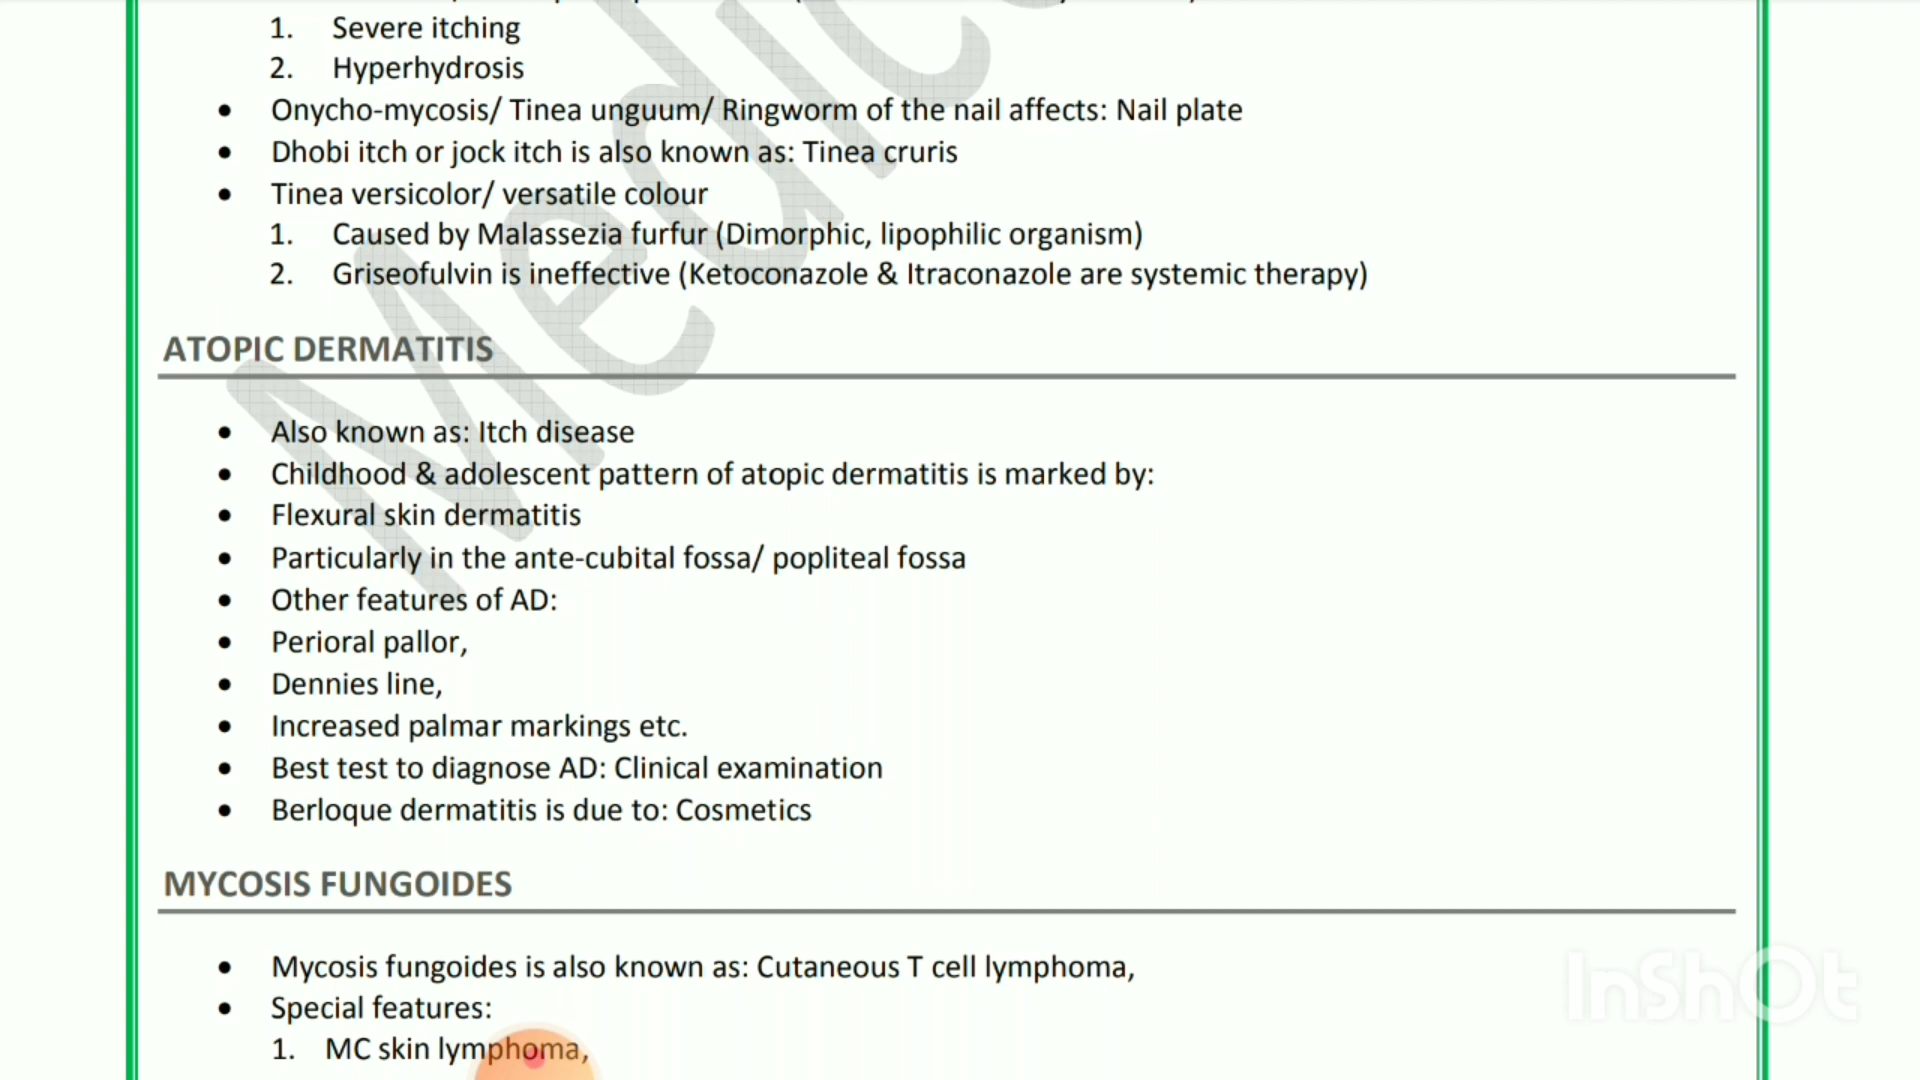 1. Severe itching
2. Hyperhydrosis
• Onycho-mycosis/ Tinea unguum/ Ringworm of the nail affects: Nail plate
• Dhobi itch or jock itch is also known as: Tinea cruris
• Tinea versicolor/ versatile colour
1. Caused by Malassezia furfur (Dimorphic, lipophilic organism)
2. Griseofulvin is ineffective (Ketoconazole & Itraconazole are systemic therapy)
ATOPIC DERMATITIS
• Also known as: Itch disease
• Childhood & adolescent pattern of atopic dermatitis is marked by:
• Flexural skin dermatitis
• Particularly in the ante-cubital fossa/ popliteal fossa
• Other features of AD:
• Perioral pallor,
• Dennies line,
• Increased palmar markings etc.
• Best test to diagnose AD: Clinical examination
• Berloque dermatitis is due to: Cosmetics
MYCOSIS FUNGOIDES
• Mycosis fungoides is also known as: Cutaneous T cell lymphoma,
• Special features:
1. MC skin lymphoma,
InShOt
Medic